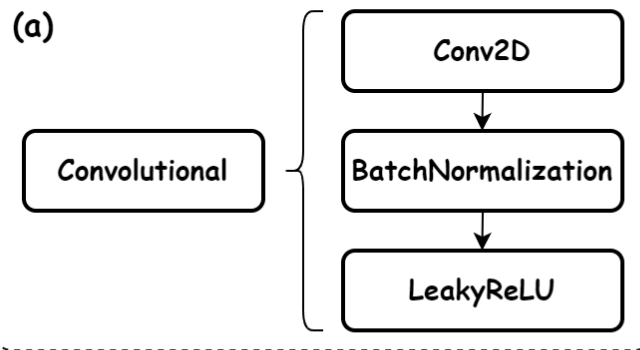 (a)
Conv2D
Convolutional
BatchNormalization
LeakyReLU